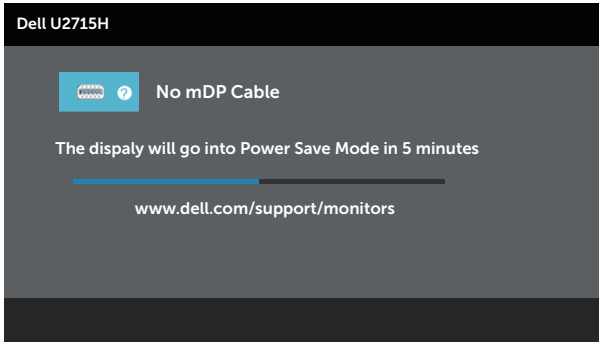 Dell U2715H
No mDP Cable
The dispaly will go into Power Save Mode in 5 minutes
www.dell.com/support/monitors